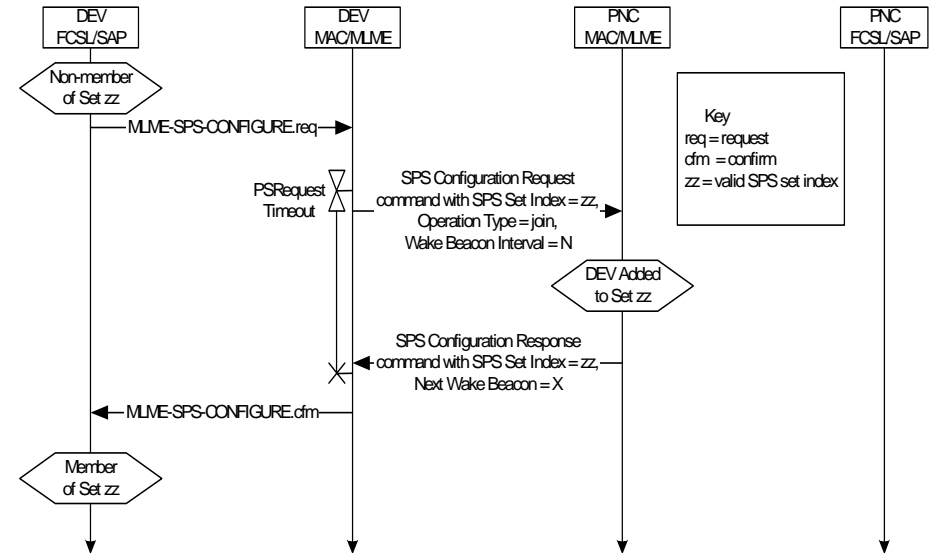 DEV
FCSL/SAP
DEV
MAC/MLME
PNC
MAC/MLME
PNC
FCSL/SAP
Non-member
of Set zz
MLME-SPS-CONFIGURE.req
Key
req = request
cfm = confirm
zz = valid SPS set index
PSRequest
Timeout
SPS Configuration Request
command with SPS Set Index = zz,
Operation Type = join,
Wake Beacon Interval = N
DEV Added
to Set zz
SPS Configuration Response
command with SPS Set Index = zz,
Next Wake Beacon = X
MLME-SPS-CONFIGURE.cfm
Member
of Set zz